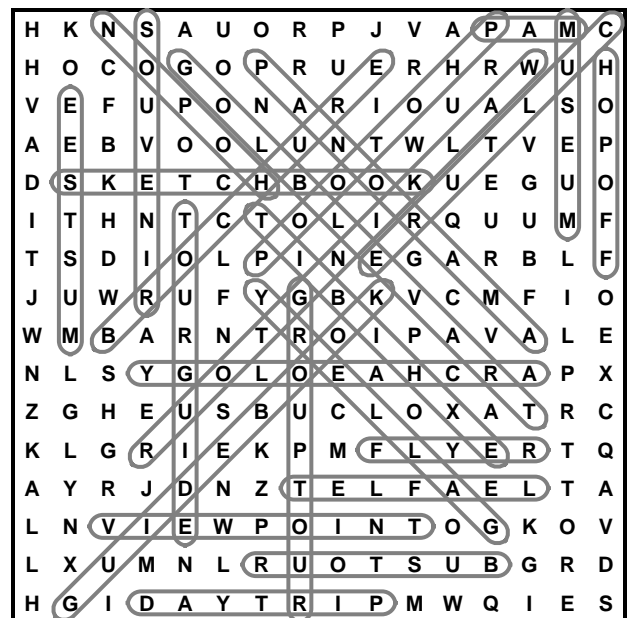 H K N S A U O R P J V A P A M C
H O C O G O P R U E R H R W U H
V E F U P O N A R I O U A L S O
A E B V O O L U N T W L T V E P
D S K E T C H B O O K U E G U O
I T H N T C T O L I R Q U U M F
T S D I O L P I N E G A R B L F
J U W R U F Y G B K V C M F I O
W M B A R N T R O I P A V A L E
N L S Y G O L O E A H C R A P X
Z G H E U S B U C L O X A T R C
K L G R I E K P M F L Y E R T Q
A Y R J D N Z T E L F A E L T A
L N V I E W P O I N T O G K O V
L X U M N L R U O T S U B G R D
H G I D A Y T R I P M W Q I E S